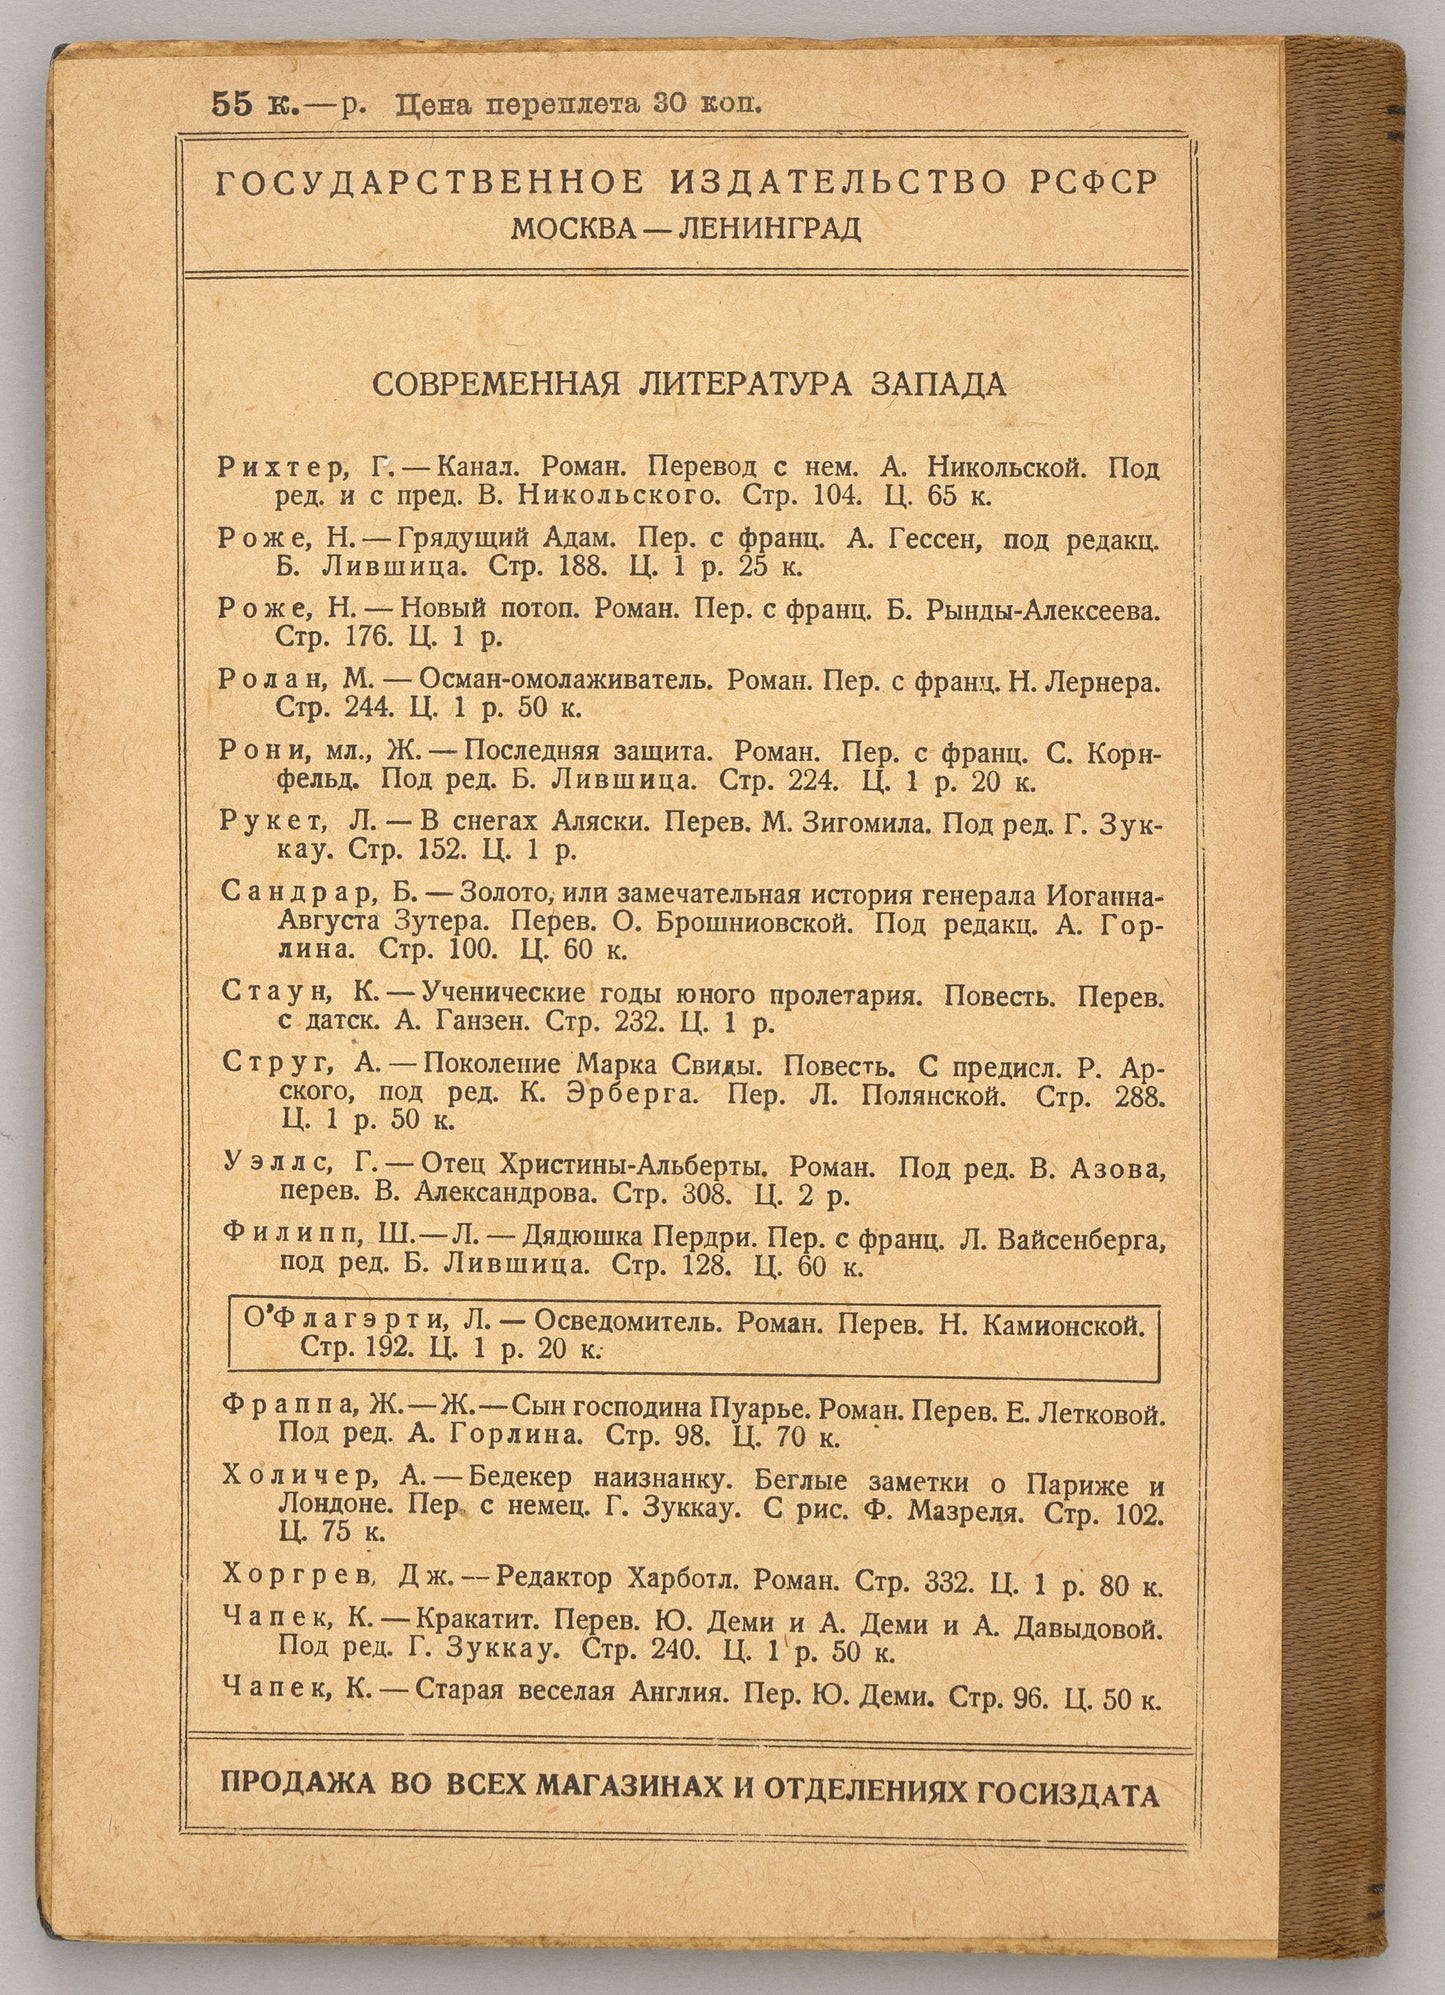 55 к.—р. Цена переплета 30 коп.
ГОСУДАРСТВЕННОЕ ИЗДАТЕЛЬСТВО РСФСР
МОСКВА — ЛЕНИНГРАД
СОВРЕМЕННАЯ ЛИТЕРАТУРА ЗАПАДА
Рихтер, Г. — Канал. Роман. Перевод с нем. А. Никольской. Под
ред. и с пред. В. Никольского. Стр. 104. Ц. 65 к.
Роже, Н. — Грядущий Адам. Пер. с франц. А. Гессен, под редакц.
Б. Лившица. Стр. 188. Ц. 1 р. 25 к.
Роже, Н. — Новый потоп. Роман. Пер. с франц. Б. Рынды-Алексеева.
Стр. 176. Ц. 1 р.
Ролан, М. — Осман-омолаживатель. Роман. Пер. с франц. Н. Лернера.
Стр. 244. Ц. 1 р. 50 к.
Рони, мл., Ж. — Последняя защита. Роман. Пер. с франц. С. Корн-
фельд. Под ред. Б. Лившица. Стр. 224. Ц. 1 р. 20 к.
Рукет, Л. — В снегах Аляски. Перев. М. Зигомила. Под ред. Г. Зук-
кау. Стр. 152. Ц. 1 р.
Сандрар, Б. — Золото, или замечательная история генерала Иоганна-
Августа Зутера. Перев. О. Брошниовской. Под редакц. А. Гор-
лина. Стр. 100. Ц. 60 к.
Стаун, К. — Ученические годы юного пролетария. Повесть. Перев.
с датск. А. Ганзен. Стр. 232. Ц. 1 р.
Струг, А. — Поколение Марка Свиды. Повесть. С предисл. Р. Ар-
ского, под ред. К. Эрберга. Пер. Л. Полянской. Стр. 288.
Ц. 1 р. 50 к.
Уэллс, Г. — Отец Христины-Альберты. Роман. Под ред. В. Азова,
перев. В. Александрова. Стр. 308. Ц. 2 р.
Филипп, Ш.—Л. — Дядюшка Пердри. Пер. с франц. Л. Вайсенберга,
под ред. Б. Лившица. Стр. 128. Ц. 60 к.
О'Флагэрти, Л. — Осведомитель. Роман. Перев. Н. Камионской.
Стр. 192. Ц. 1 р. 20 к.
Фраппа, Ж.—Ж.—Сын господина Пуарье. Роман. Перев. Е. Летковой.
Под ред. А. Горлина. Стр. 98. Ц. 70 к.
Холичер, А. — Бедекер наизнанку. Беглые заметки о Париже и
Лондоне. Пер. с немец. Г. Зуккау. С рис. Ф. Мазреля. Стр. 102.
Ц. 75 к.
Хоргрев, Дж. — Редактор Харботл. Роман. Стр. 332. Ц. 1 р. 80 к.
Чапек, К. — Кракатит. Перев. Ю. Деми и А. Деми и А. Давыдовой.
Под ред. Г. Зуккау. Стр. 240. Ц. 1 р. 50 к.
Чапек, К. — Старая веселая Англия. Пер. Ю. Деми. Стр. 96. Ц. 50 к.
ПРОДАЖА ВО ВСЕХ МАГАЗИНАХ И ОТДЕЛЕНИЯХ ГОСИЗДАТА